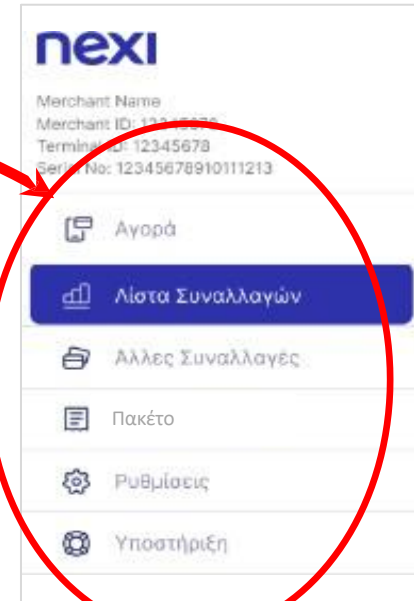 nexi
Merchant Name
Merchant ID: 12345678
Terminal ID: 12345678
Serial No: 12345678910111213
Αγορά
Λίστα Συναλλαγών
Άλλες Συναλλαγές
Πακέτο
Ρυθμίσεις
Υποστήριξη